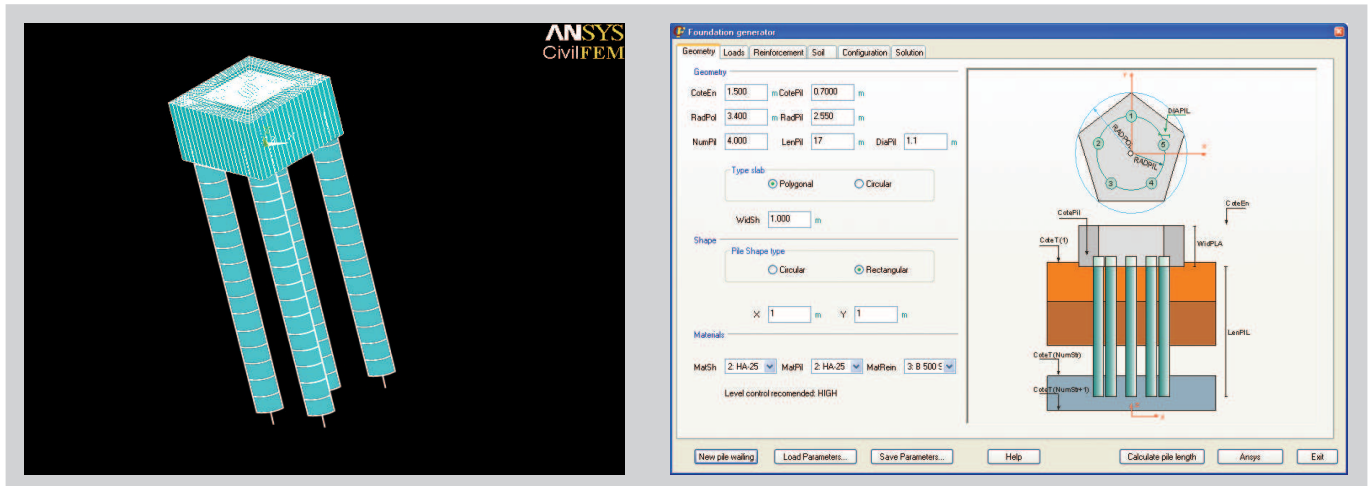 ANSYS
CivilFEM
Foundation generator
Geometry Loads Reinforcement Soil Configuration Solution
Geometry
CoteEn 1.500 m CotePil 0.7000 m
RadPol 3.400 m RadPil 2.550 m
NumPil 4.000 LenPil 17 m DiaPil 1.1 m
Type slab
Polygonal Circular
WidSh 1.000 m
Shape
Pile Shape type
Circular Rectangular
X 1 m Y 1 m
Materials
MatSh 2: HA-25 MatPil 2: HA-25 MatRein 3: B 500 S
Level control recomended: HIGH
Y
DIAPIL
1
RADPOL
2
5
X
RADPIL
3
4
CoteEn
CotePil
CoteT(1)
WidPLA
LenPIL
CoteT(NumStr)
CoteT(NumStr+1)
X
New pile wailing Load Parameters... Save Parameters... Help Calculate pile length Ansys Exit